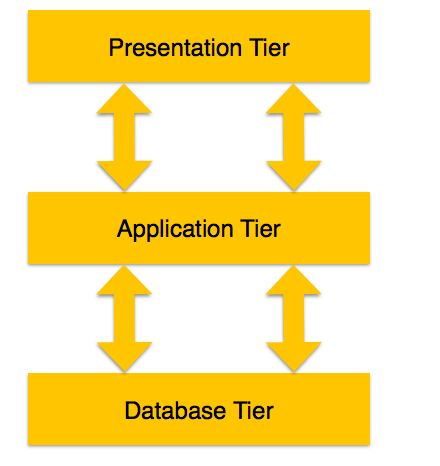 Presentation Tier
Application Tier
Database Tier